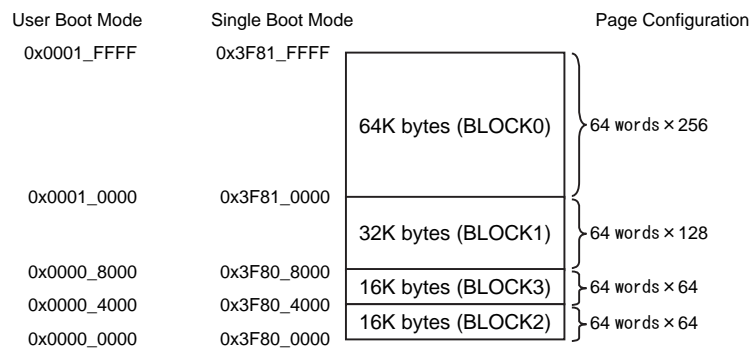 User Boot Mode Single Boot Mode Page Configuration
0x0001_FFFF 0x3F81_FFFF
64K bytes (BLOCK0) 64 words×256
0x0001_0000 0x3F81_0000
32K bytes (BLOCK1) 64 words×128
0x0000_8000 0x3F80_8000
16K bytes (BLOCK3) 64 words×64
0x0000_4000 0x3F80_4000
16K bytes (BLOCK2) 64 words×64
0x0000_0000 0x3F80_0000